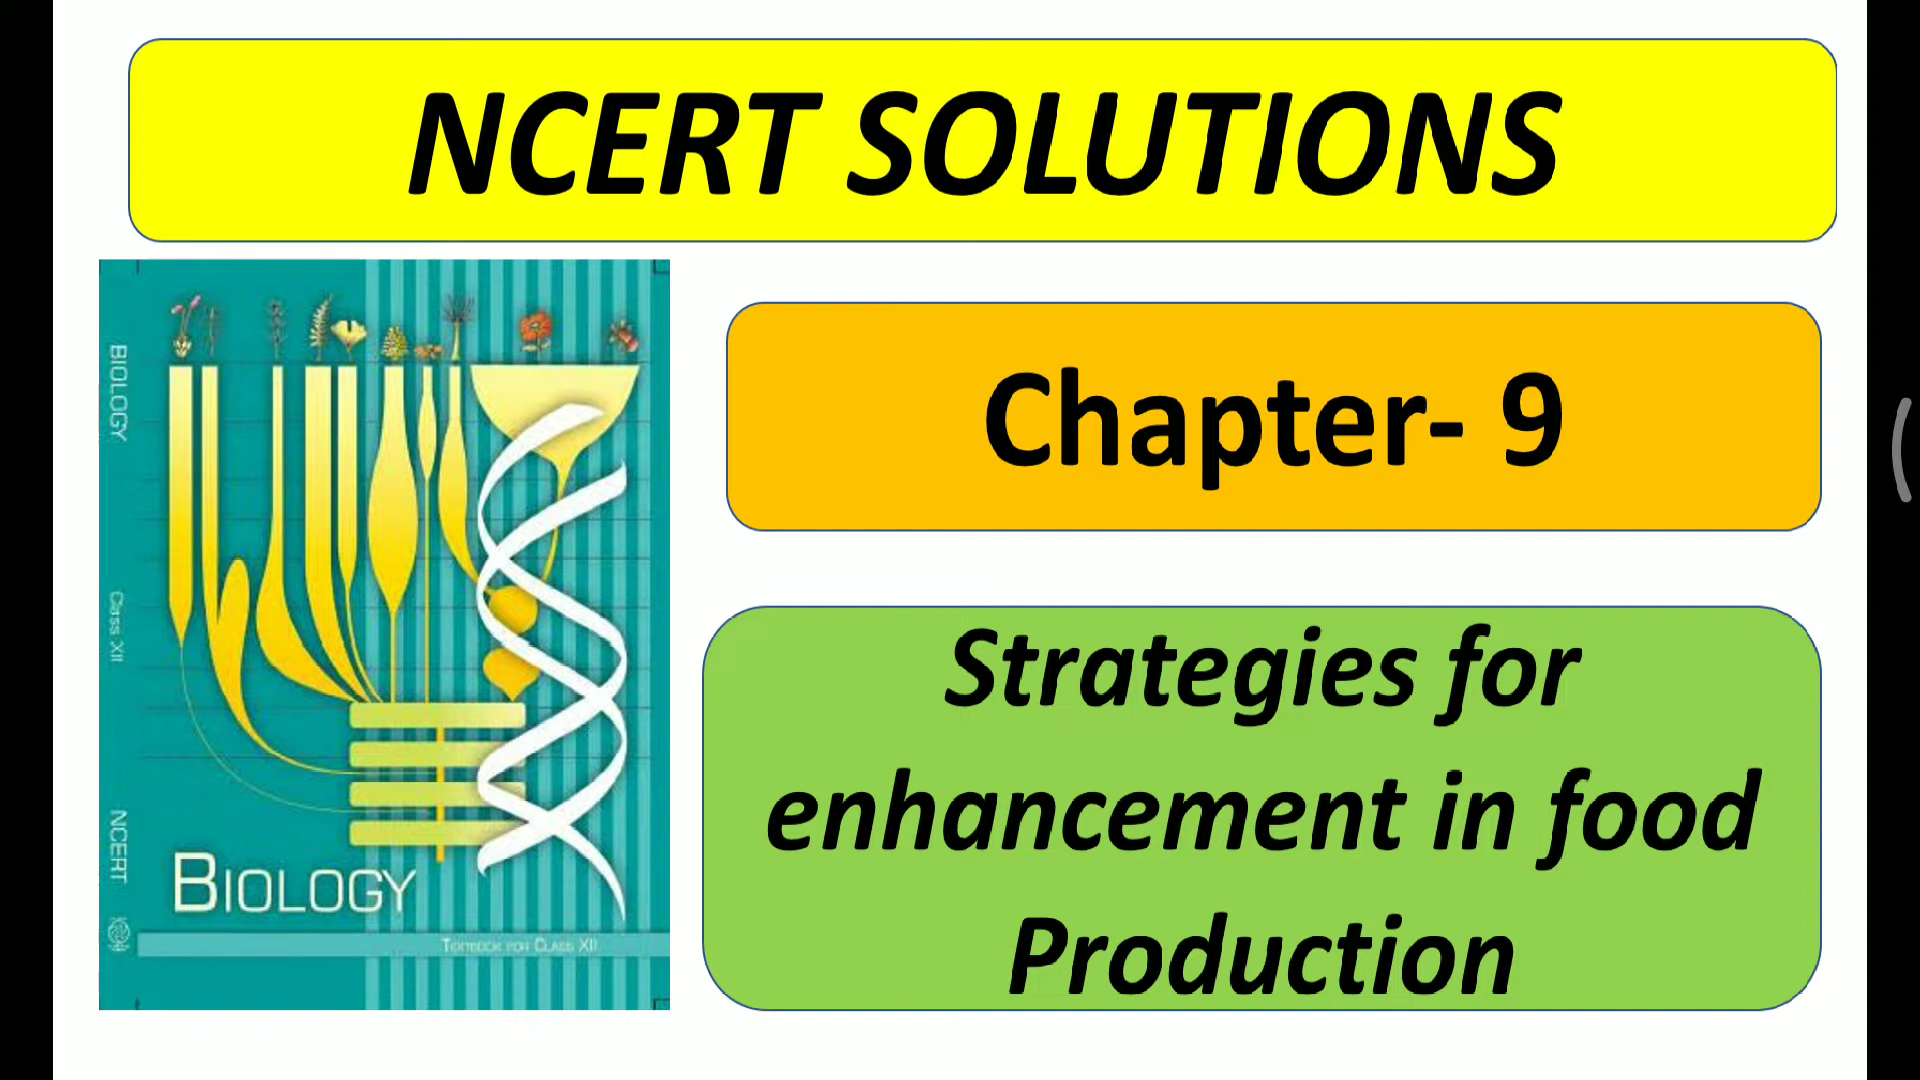 NCERT SOLUTIONS
BIOLOGY
Class XII
NCERT
BIOLOGY
TEXTBOOK FOR CLASS XII
Chapter- 9
Strategies for
enhancement in food
Production